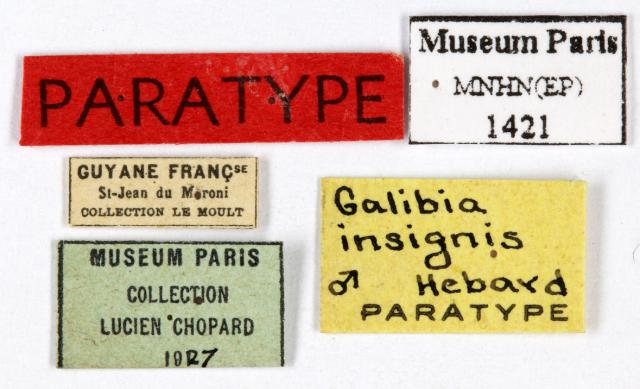 PARATYPE
Museum Paris
MNHN(EP)
1421
GUYANE FRANÇSE
St-Jean du Maroni
COLLECTION LE MOULT
MUSEUM PARIS
COLLECTION
LUCIEN CHOPARD
1927
Galibia
insignis
♂ Hebard
PARATYPE